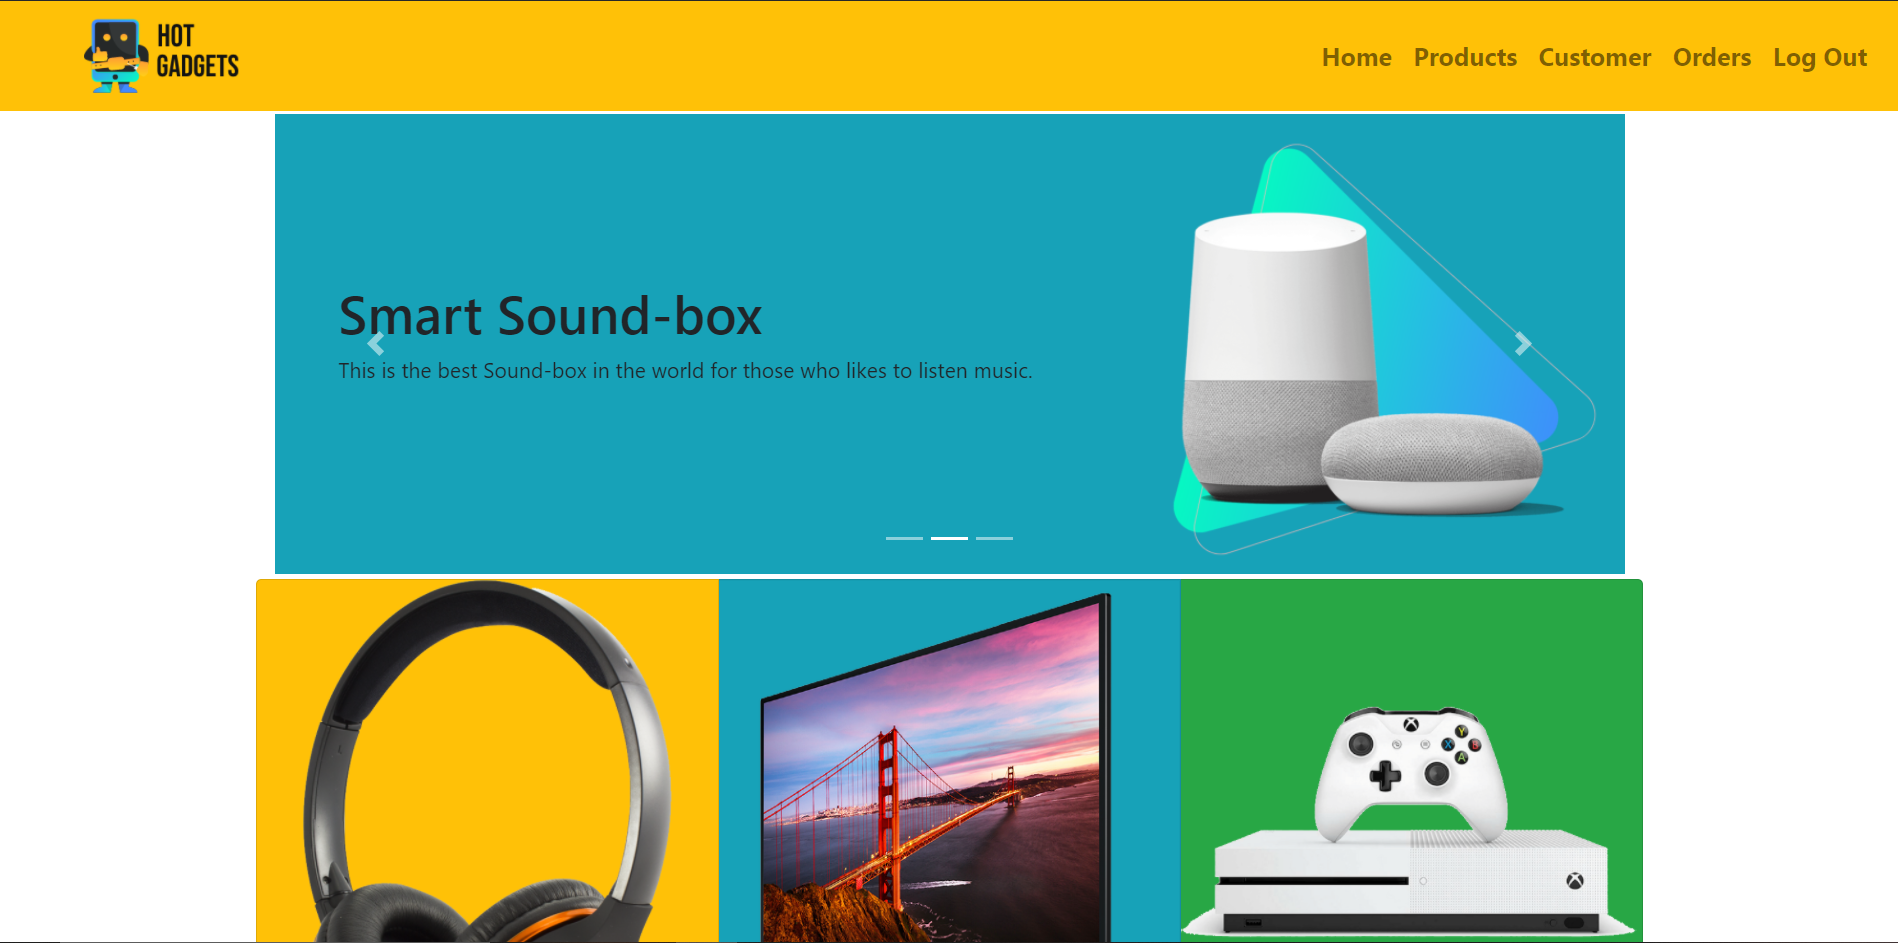 HOT
GADGETS
Home Products Customer Orders Log Out
Smart Sound-box
This is the best Sound-box in the world for those who likes to listen music.
L
Y
X B
A